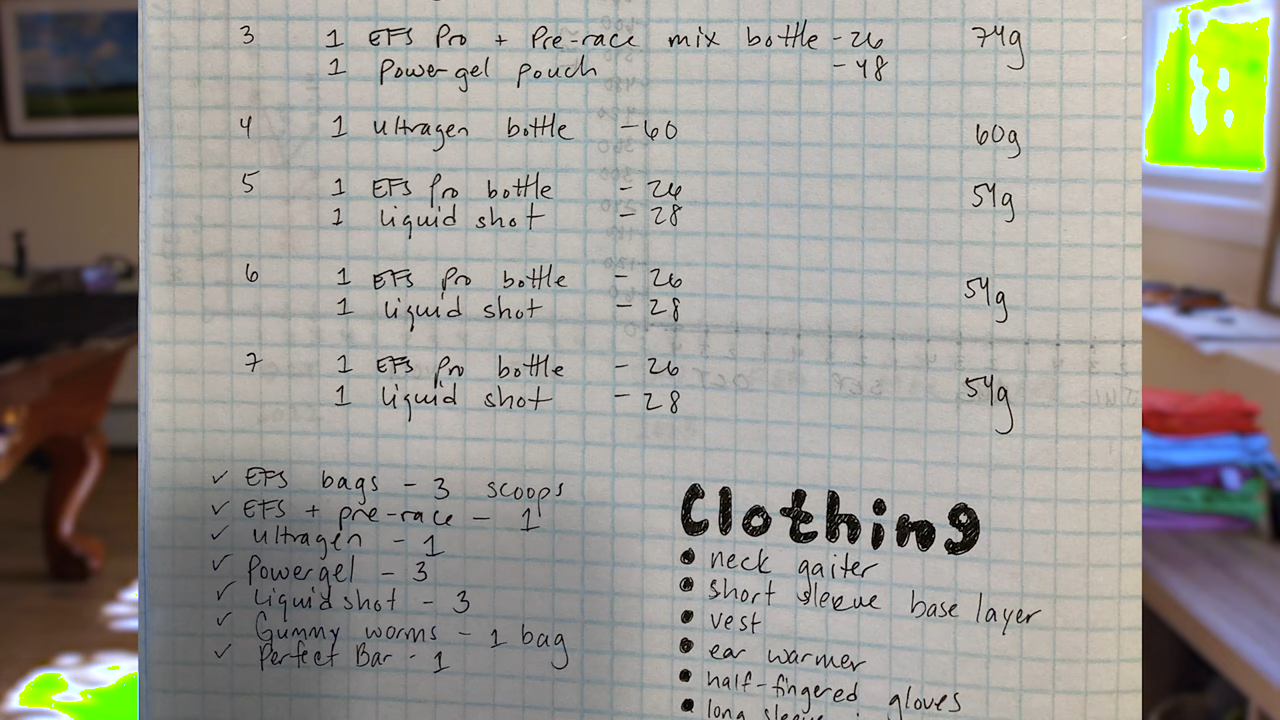 3 1 EFS Pro + Pre-race mix bottle - 26 74g
1 Powergel pouch - 48
4 1 ultragen bottle - 60 60g
5 1 EFS Pro bottle - 26 54g
1 liquid shot - 28
6 1 EFS Pro bottle - 26 54g
1 liquid shot - 28
7 1 EFS Pro bottle - 26 54g
1 liquid shot - 28
✓ EFS bags - 3 scoops
✓ EFS + pre-race - 1
✓ ultragen - 1
✓ Powergel - 3
✓ Liquid shot - 3
✓ Gummy worms - 1 bag
✓ Perfect Bar - 1
Clothing
• neck gaiter
• short sleeve base layer
• vest
• ear warmer
• half-fingered gloves
• long sleeve